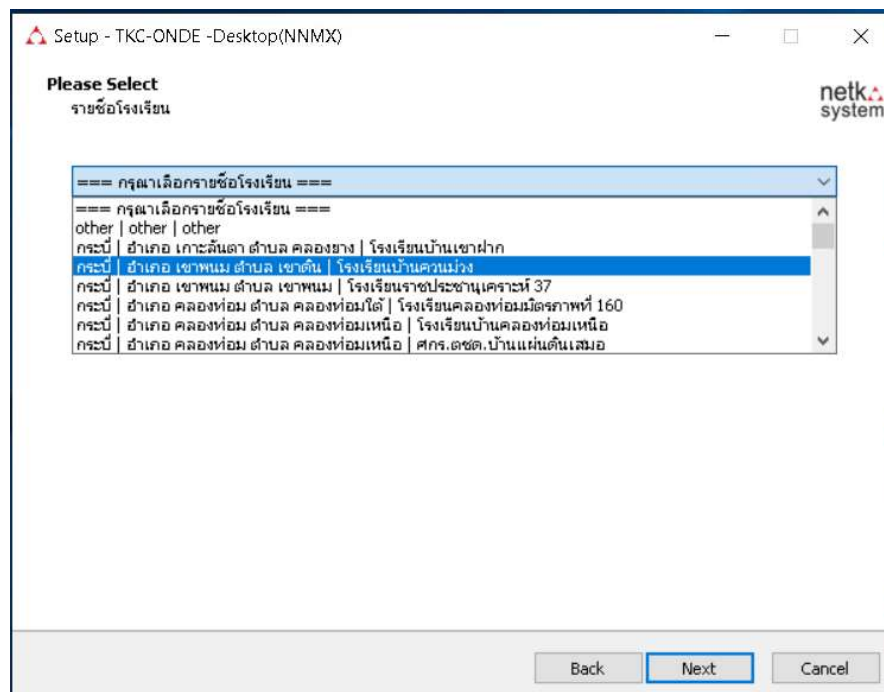 Setup - TKC-ONDE -Desktop(NNMX)
Please Select
รายชื่อโรงเรียน
netka
system
=== กรุณาเลือกรายชื่อโรงเรียน ===
=== กรุณาเลือกรายชื่อโรงเรียน ===
other | other | other
กระบี่ | อำเภอ เกาะลันตา ตำบล คลองยาง | โรงเรียนบ้านเขาฝาก
กระบี่ | อำเภอ เขาพนม ตำบล เขาดิน | โรงเรียนบ้านควนม่วง
กระบี่ | อำเภอ เขาพนม ตำบล เขาพนม | โรงเรียนราชประชานุเคราะห์ 37
กระบี่ | อำเภอ คลองท่อม ตำบล คลองท่อมใต้ | โรงเรียนคลองท่อมมิตรภาพที่ 160
กระบี่ | อำเภอ คลองท่อม ตำบล คลองท่อมเหนือ | โรงเรียนบ้านคลองท่อมเหนือ
กระบี่ | อำเภอ คลองท่อม ตำบล คลองท่อมเหนือ | ศกร.ตชด.บ้านแผ่นดินเสมอ
Back
Next
Cancel